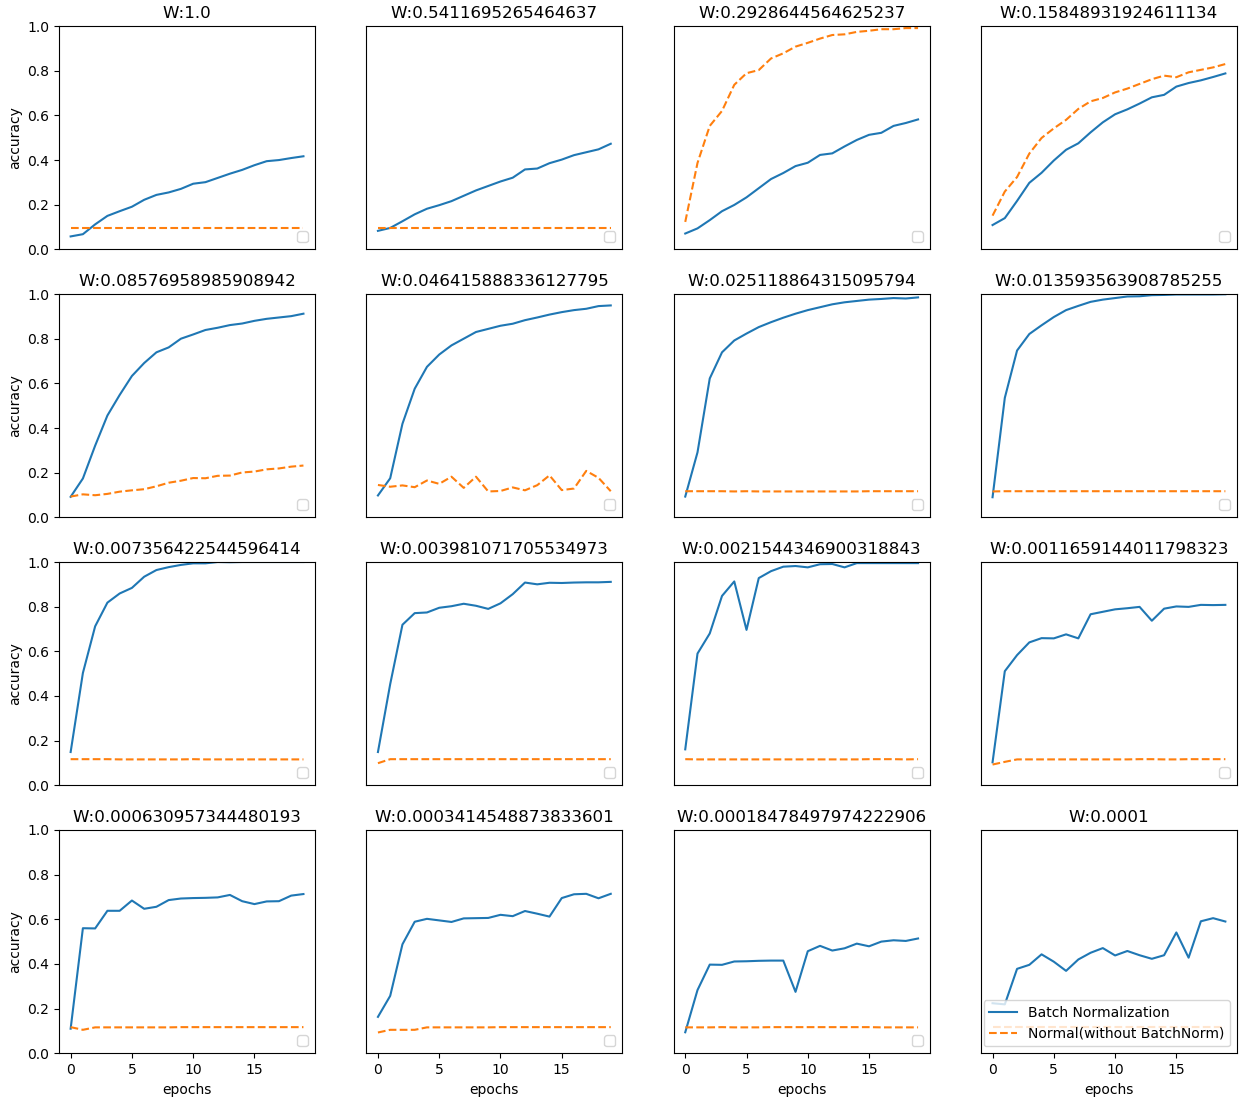 W:1.0
W:0.5411695265464637
W:0.2928644564625237
W:0.15848931924611134
1.0
0.8
0.6
0.4
0.2
0.0
accuracy
W:0.08576958985908942
W:0.046415888336127795
W:0.025118864315095794
W:0.013593563908785255
1.0
0.8
0.6
0.4
0.2
0.0
accuracy
W:0.007356422544596414
W:0.003981071705534973
W:0.0021544346900318843
W:0.0011659144011798323
1.0
0.8
0.6
0.4
0.2
0.0
accuracy
W:0.000630957344480193
W:0.0003414548873833601
W:0.00018478497974222906
W:0.0001
1.0
0.8
0.6
0.4
0.2
0.0
accuracy
Batch Normalization
Normal(without BatchNorm)
0 5 10 15
0 5 10 15
0 5 10 15
0 5 10 15
epochs
epochs
epochs
epochs